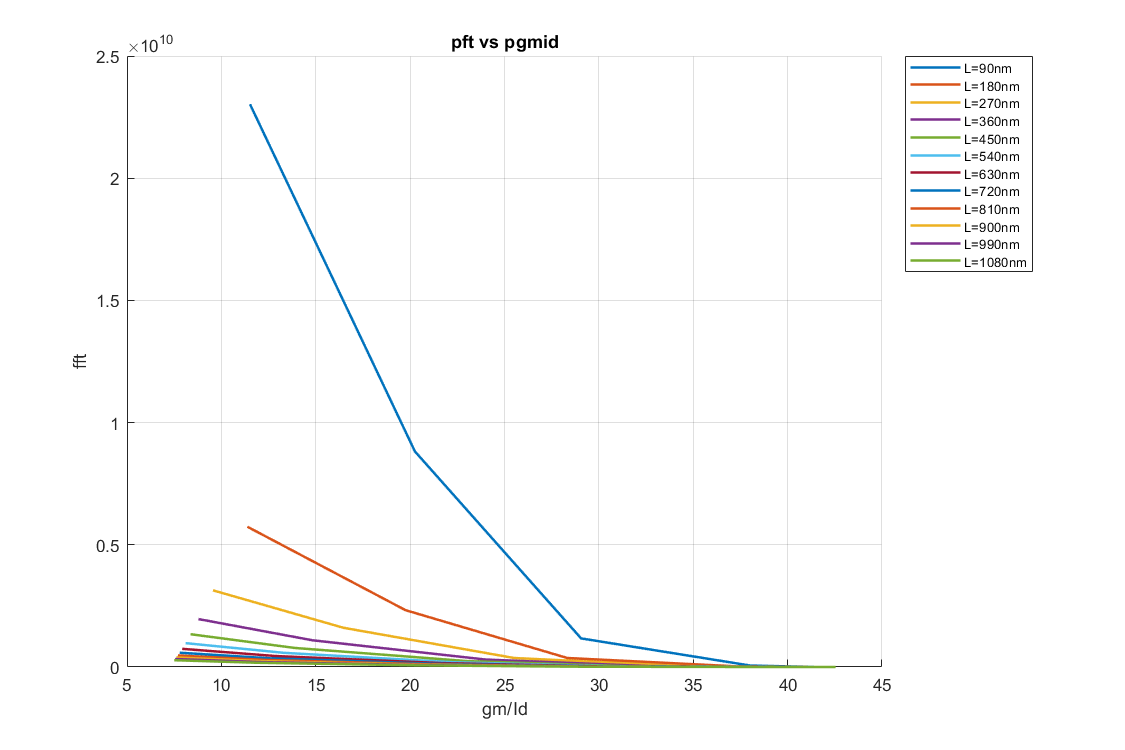 pft vs pgmid
×10^10
2.5
2
1.5
1
0.5
0
fft
5 10 15 20 25 30 35 40 45
gm/Id
L=90nm
L=180nm
L=270nm
L=360nm
L=450nm
L=540nm
L=630nm
L=720nm
L=810nm
L=900nm
L=990nm
L=1080nm